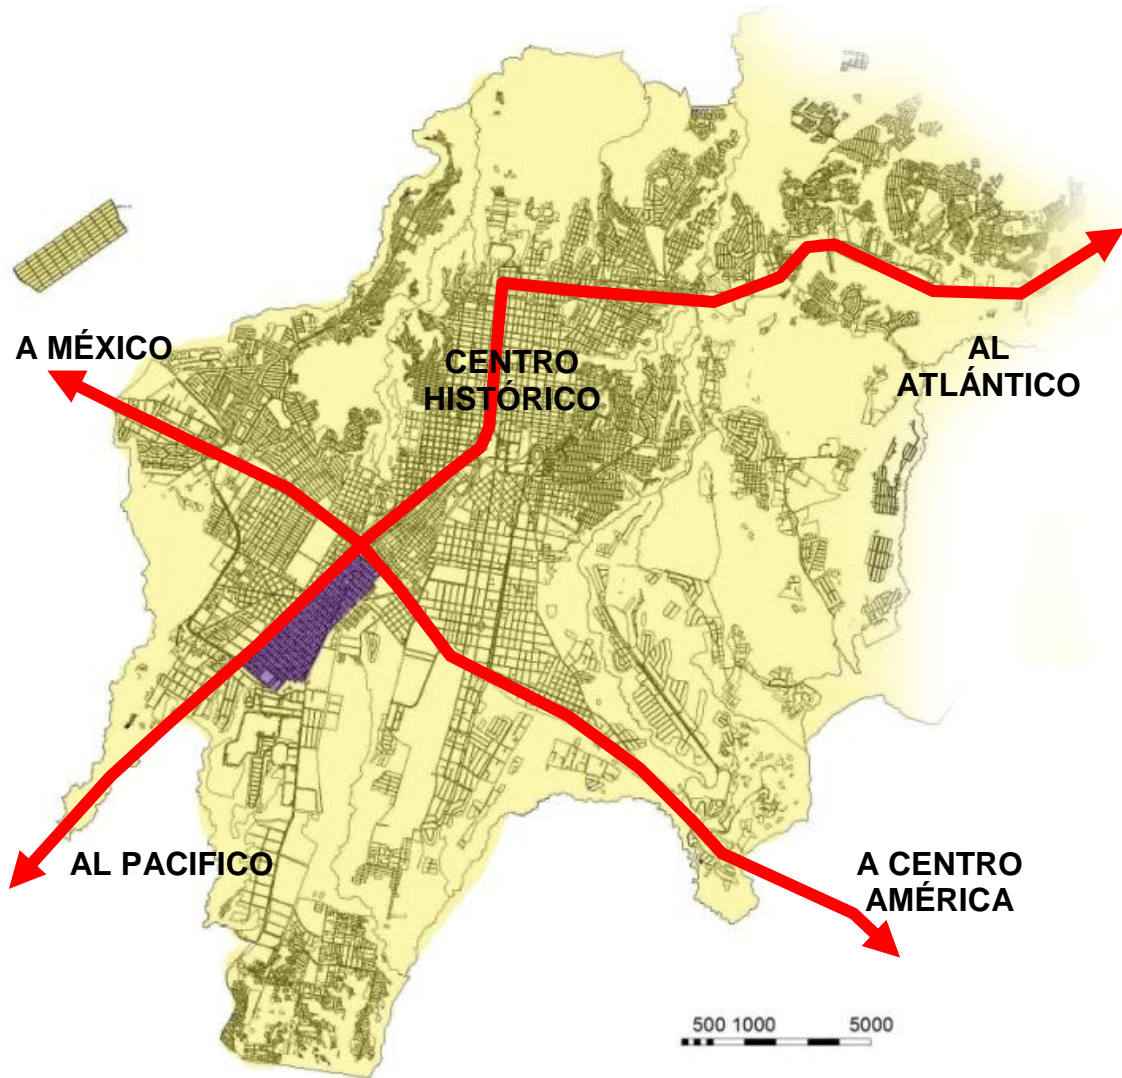 A MÉXICO
CENTRO
HISTÓRICO
AL
ATLÁNTICO
AL PACIFICO
A CENTRO
AMÉRICA
500 1000 5000